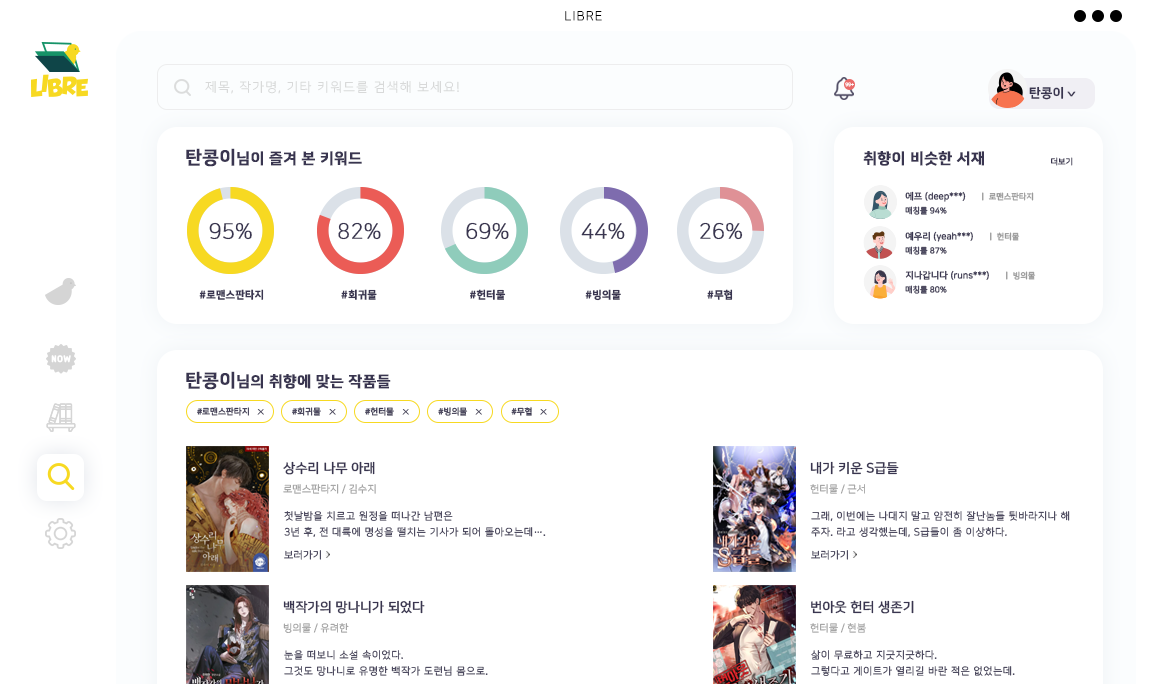 LIBRE
LIBRE
제목, 작가명, 기타 키워드를 검색해 보세요!
탄콩이
탄콩이님이 즐겨 본 키워드
95%
82%
69%
44%
26%
#로맨스판타지
#회귀물
#헌터물
#빙의물
#무협
취향이 비슷한 서재
더보기
에프 (deep***) | 로맨스판타지
매칭률 94%
예우리 (yeah***) | 헌터물
매칭률 87%
지나갑니다 (runs***) | 빙의물
매칭률 80%
NOW
탄콩이님의 취향에 맞는 작품들
#로맨스판타지 ×
#회귀물 ×
#헌터물 ×
#빙의물 ×
#무협 ×
상수리 나무 아래
상수리 나무 아래
로맨스판타지 / 김수지
첫날밤을 치르고 원정을 떠나간 남편은
3년 후, 전 대륙에 명성을 떨치는 기사가 되어 돌아오는데….
보러가기 >
내가 키운 S급들
내가 키운 S급들
헌터물 / 근서
그래, 이번에는 나대지 말고 얌전히 잘난놈들 뒷바라지나 해
주자. 라고 생각했는데, S급들이 좀 이상하다.
보러가기 >
백작가의 망나니가 되었다
빙의물 / 유려한
눈을 떠보니 소설 속이었다.
그것도 망나니로 유명한 백작가 도련님 몸으로.
번아웃 헌터 생존기
헌터물 / 현봄
삶이 무료하고 지긋지긋하다.
그렇다고 게이트가 열리길 바란 적은 없었는데.